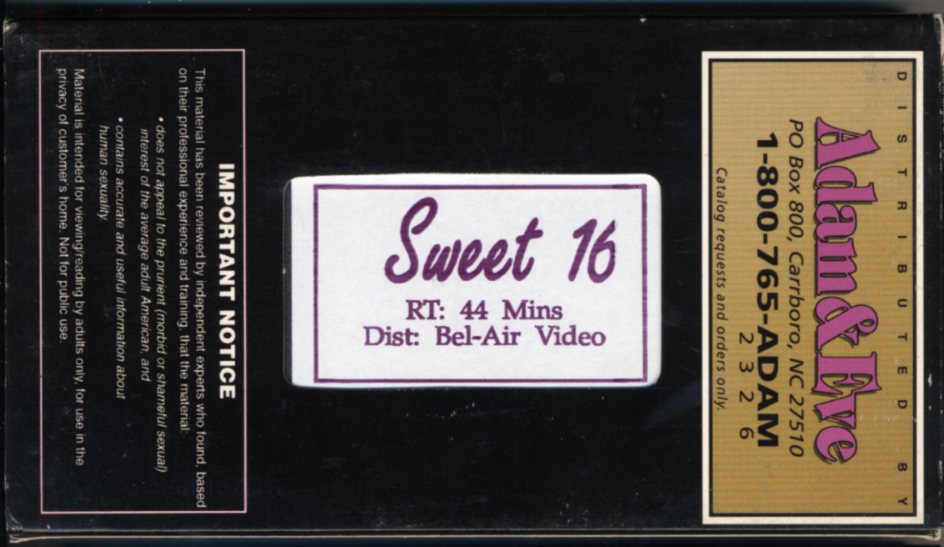 IMPORTANT NOTICE
This material has been reviewed by independent experts who found, based
on their professional experience and training, that the material:
• does not appeal to the prurient (morbid or shameful sexual)
interest of the average adult American, and
• contains accurate and useful information about
human sexuality.
Material is intended for viewing/reading by adults only, for use in the
privacy of customer's home. Not for public use.
Sweet 16
RT: 44 Mins
Dist: Bel-Air Video
DISTRIBUTED BY
Adam & Eve
PO Box 800, Carrboro, NC 27510
1-800-765-ADAM
2 3 2 6
Catalog requests and orders only.